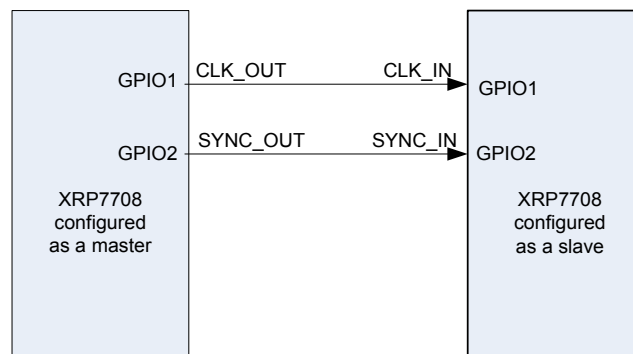 GPIO1 CLK_OUT CLK_IN GPIO1
GPIO2 SYNC_OUT SYNC_IN GPIO2
XRP7708
configured
as a master
XRP7708
configured
as a slave